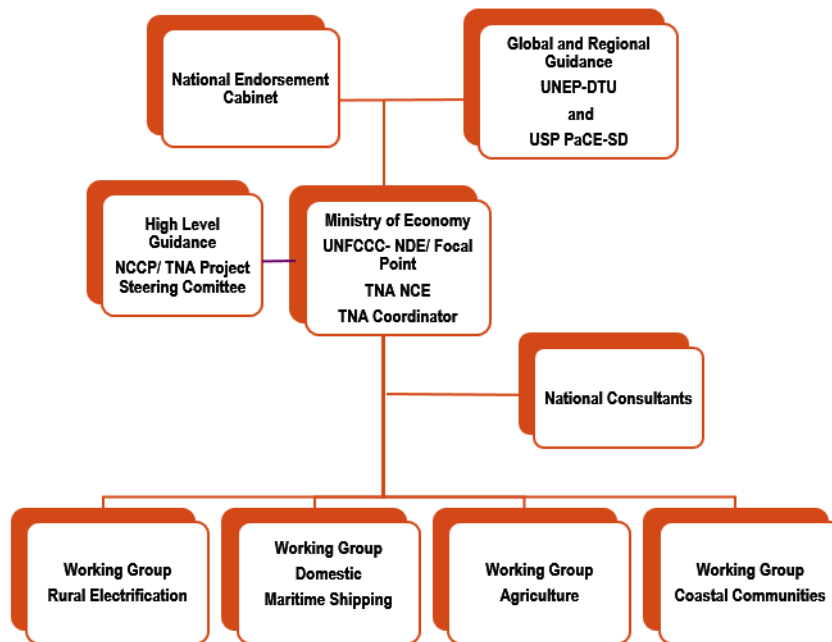 National Endorsement
Cabinet
Global and Regional
Guidance
UNEP-DTU
and
USP PaCE-SD
High Level
Guidance
NCCP/ TNA Project
Steering Comittee
Ministry of Economy
UNFCCC- NDE/ Focal
Point
TNA NCE
TNA Coordinator
National Consultants
Working Group
Rural Electrification
Working Group
Domestic
Maritime Shipping
Working Group
Agriculture
Working Group
Coastal Communities